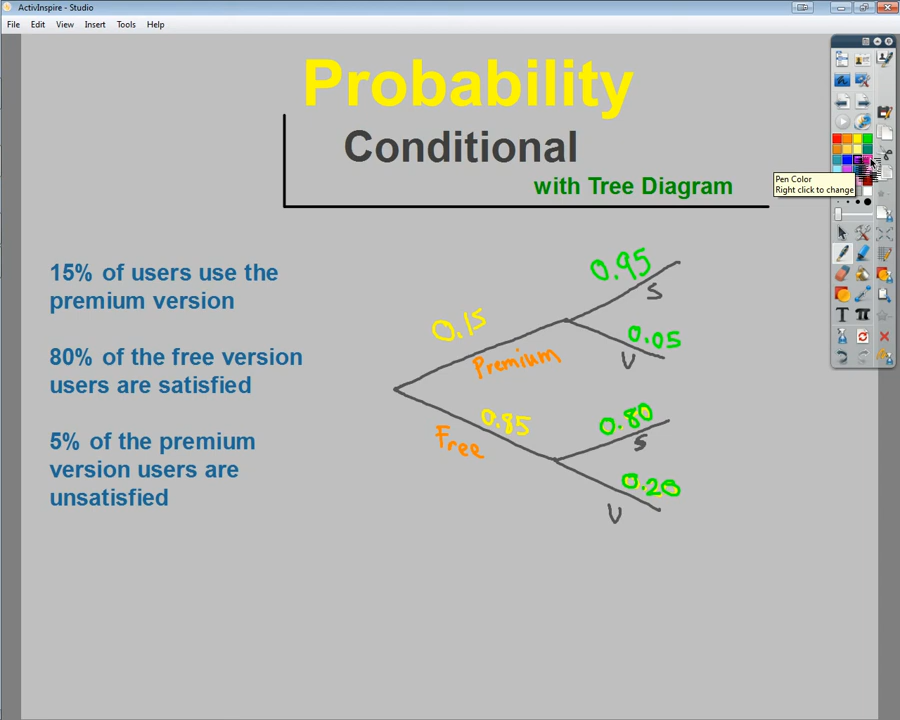 ActivInspire - Studio
File Edit View Insert Tools Help
Probability
Conditional
with Tree Diagram
Pen Color
Right click to change
15% of users use the
premium version
80% of the free version
users are satisfied
5% of the premium
version users are
unsatisfied
0.95
S
0.15
Premium
0.05
U
0.85
Free
0.80
S
0.20
U